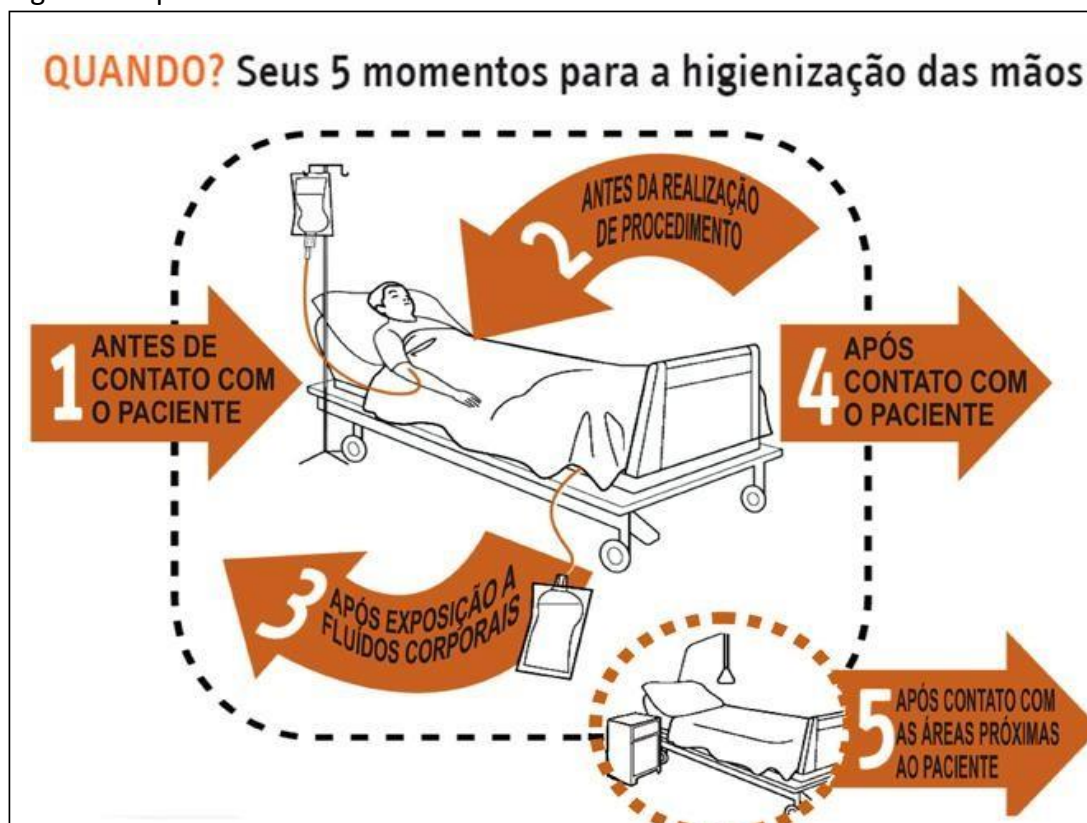 QUANDO? Seus 5 momentos para a higienização das mãos
1 ANTES DE
CONTATO COM
O PACIENTE
2 ANTES DA REALIZAÇÃO
DE PROCEDIMENTO
3 APÓS EXPOSIÇÃO A
FLUÍDOS CORPORAIS
4 APÓS
CONTATO COM
O PACIENTE
5 APÓS CONTATO COM
AS ÁREAS PRÓXIMAS
AO PACIENTE